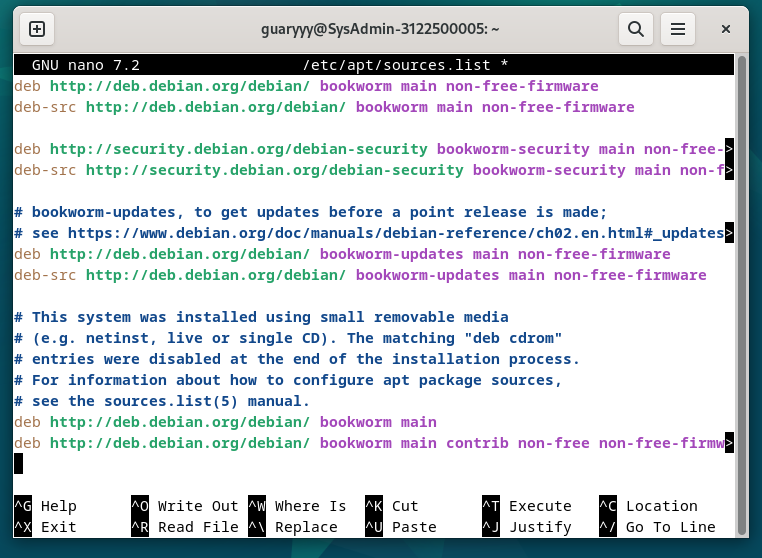 guaryyy@SysAdmin-3122500005: ~
GNU nano 7.2 /etc/apt/sources.list *
deb http://deb.debian.org/debian/ bookworm main non-free-firmware
deb-src http://deb.debian.org/debian/ bookworm main non-free-firmware
deb http://security.debian.org/debian-security bookworm-security main non-free->
deb-src http://security.debian.org/debian-security bookworm-security main non-f>
# bookworm-updates, to get updates before a point release is made;
# see https://www.debian.org/doc/manuals/debian-reference/ch02.en.html#_updates>
deb http://deb.debian.org/debian/ bookworm-updates main non-free-firmware
deb-src http://deb.debian.org/debian/ bookworm-updates main non-free-firmware
# This system was installed using small removable media
# (e.g. netinst, live or single CD). The matching "deb cdrom"
# entries were disabled at the end of the installation process.
# For information about how to configure apt package sources,
# see the sources.list(5) manual.
deb http://deb.debian.org/debian/ bookworm main
deb http://deb.debian.org/debian/ bookworm main contrib non-free non-free-firmw>
^G Help ^O Write Out ^W Where Is ^K Cut ^T Execute ^C Location
^X Exit ^R Read File ^\ Replace ^U Paste ^J Justify ^/ Go To Line